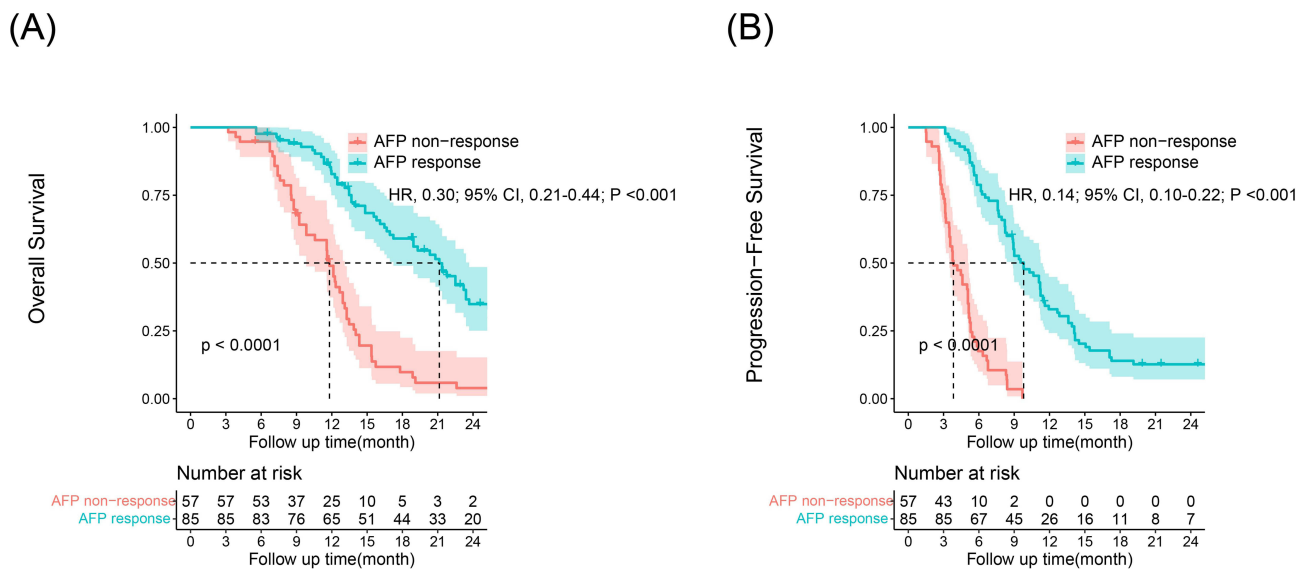 (A)
1.00
0.75
0.50
0.25
0.00
Overall Survival
AFP non−response
AFP response
HR, 0.30; 95% CI, 0.21-0.44; P <0.001
p < 0.0001
0 3 6 9 12 15 18 21 24
Follow up time(month)
Number at risk
AFP non−response 57 57 53 37 25 10 5 3 2
AFP response 85 85 83 76 65 51 44 33 20
0 3 6 9 12 15 18 21 24
Follow up time(month)
(B)
1.00
0.75
0.50
0.25
0.00
Progression−Free Survival
AFP non−response
AFP response
HR, 0.14; 95% CI, 0.10-0.22; P <0.001
p < 0.0001
0 3 6 9 12 15 18 21 24
Follow up time(month)
Number at risk
AFP non−response 57 43 10 2 0 0 0 0 0
AFP response 85 85 67 45 26 16 11 8 7
0 3 6 9 12 15 18 21 24
Follow up time(month)